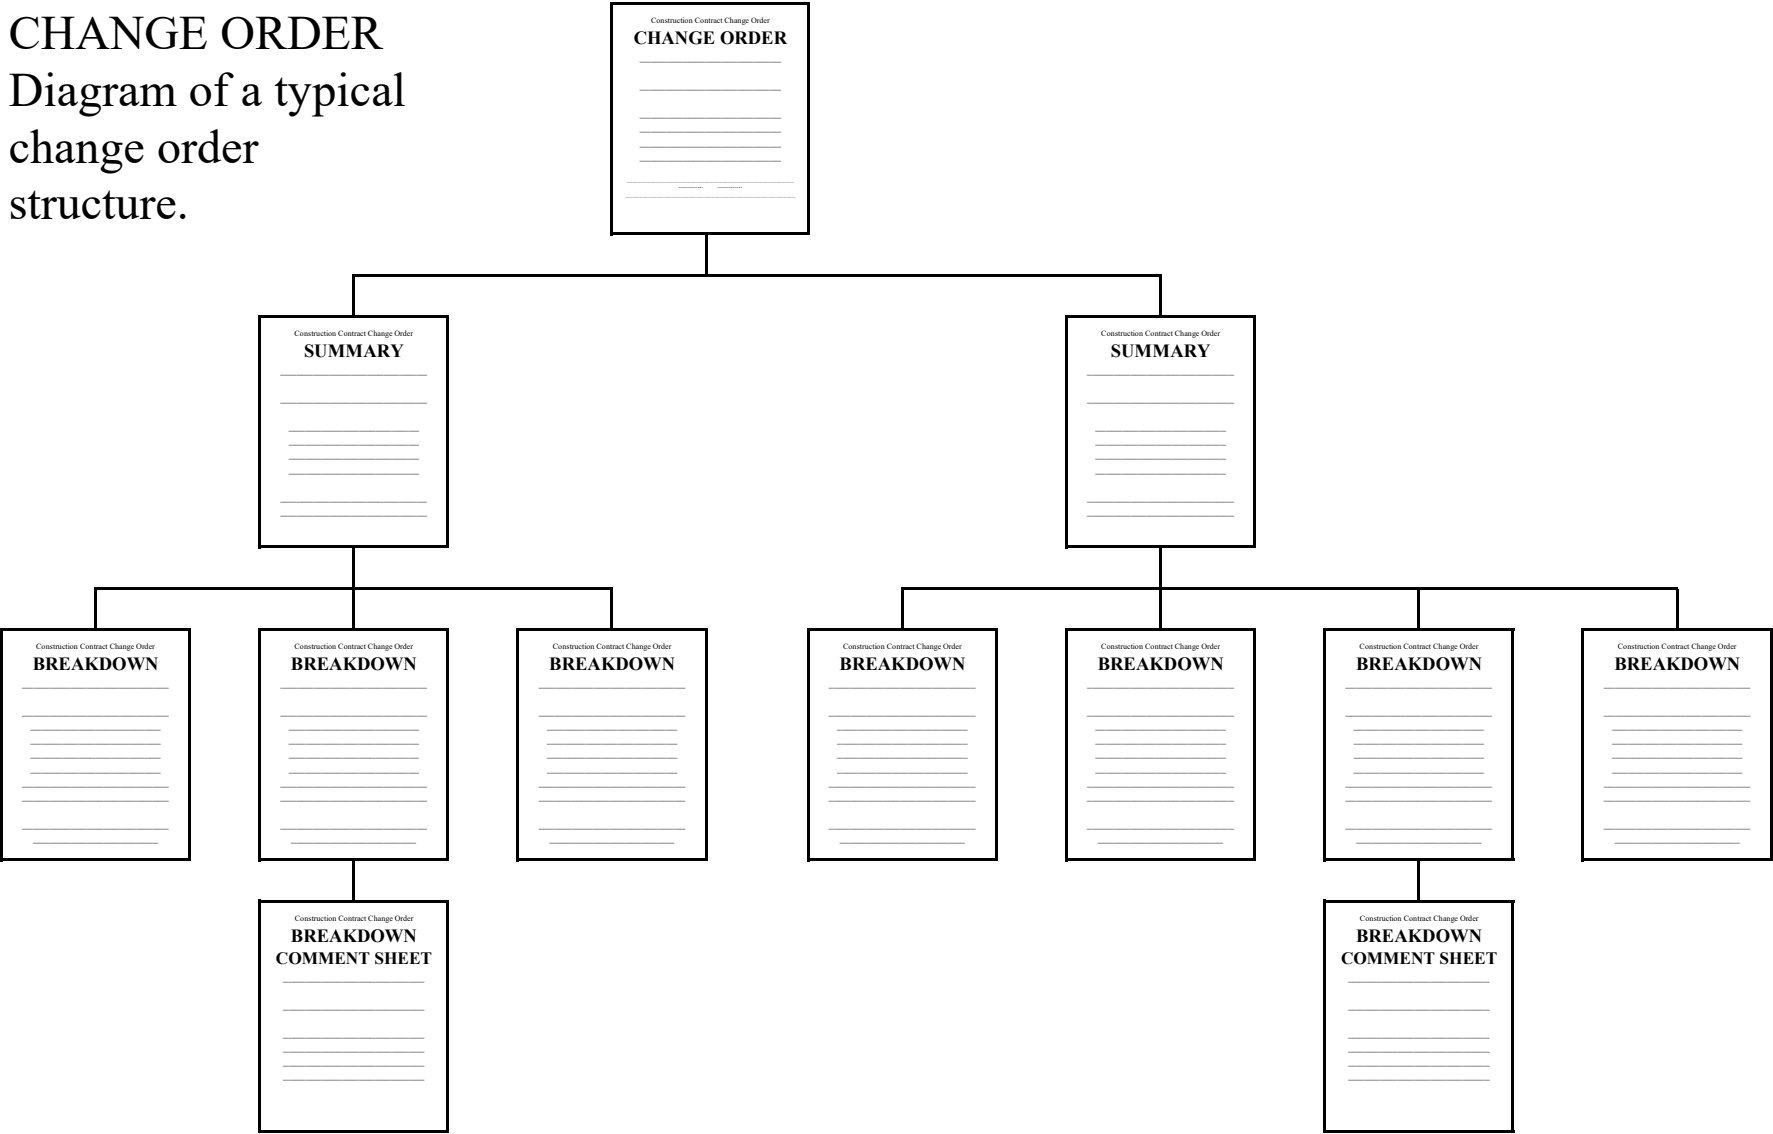 CHANGE ORDER
Diagram of a typical
change order
structure.
Construction Contract Change Order
CHANGE ORDER
Construction Contract Change Order
SUMMARY
Construction Contract Change Order
SUMMARY
Construction Contract Change Order
BREAKDOWN
Construction Contract Change Order
BREAKDOWN
Construction Contract Change Order
BREAKDOWN
Construction Contract Change Order
BREAKDOWN
Construction Contract Change Order
BREAKDOWN
Construction Contract Change Order
BREAKDOWN
Construction Contract Change Order
BREAKDOWN
Construction Contract Change Order
BREAKDOWN
COMMENT SHEET
Construction Contract Change Order
BREAKDOWN
COMMENT SHEET